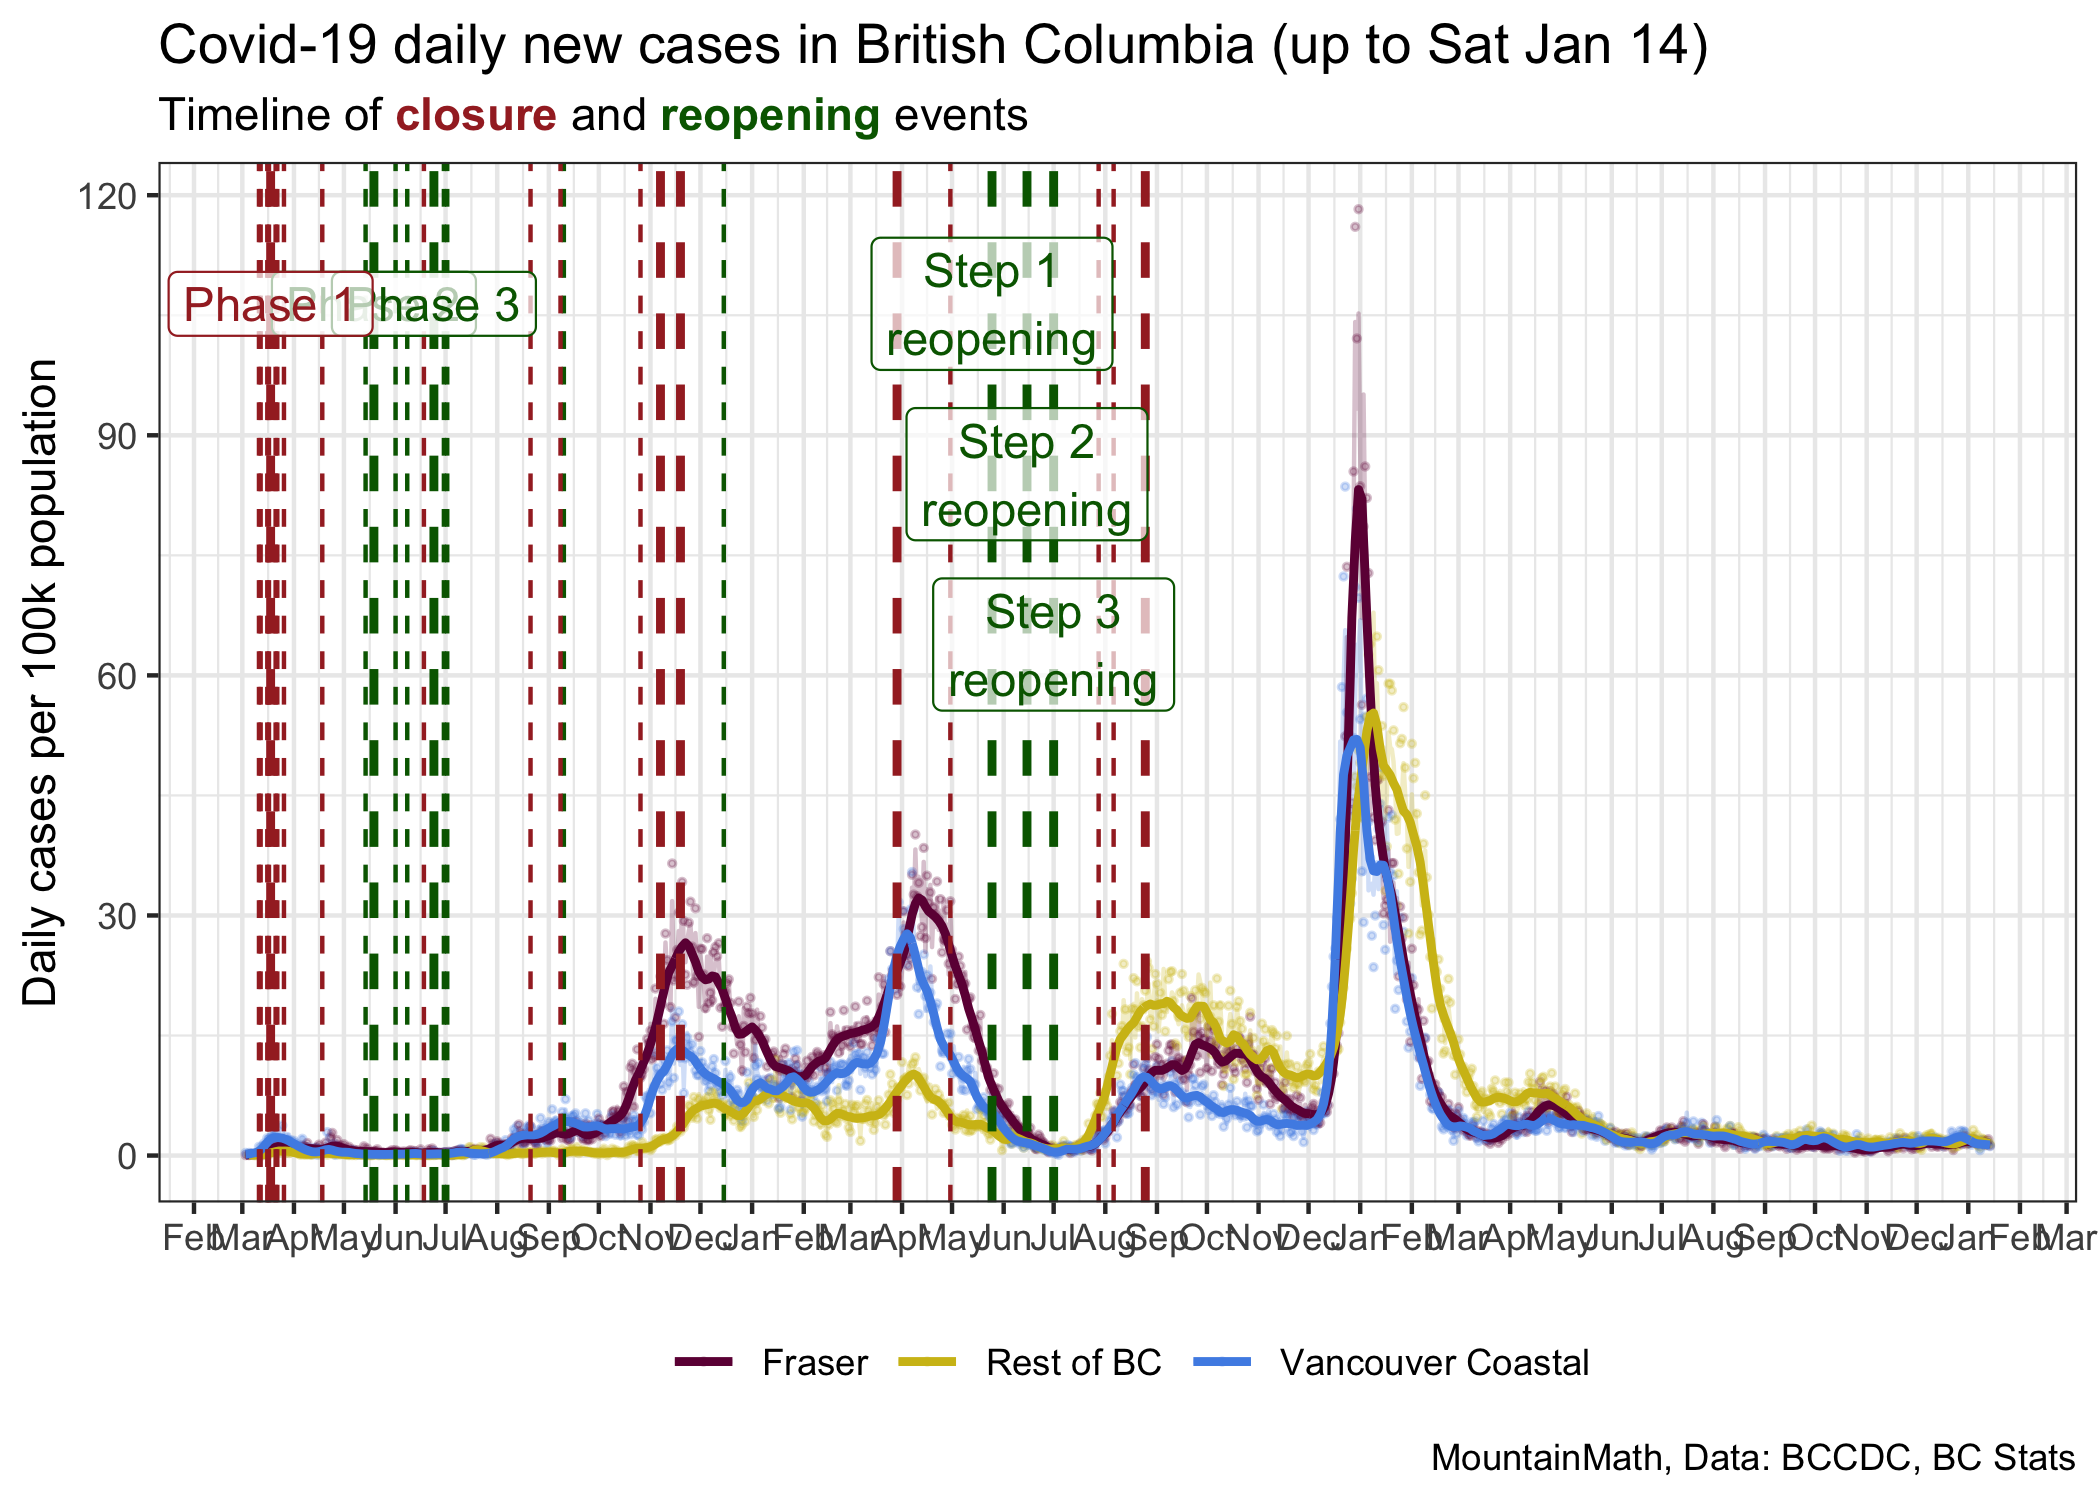 Covid-19 daily new cases in British Columbia (up to Sat Jan 14)
Timeline of closure and reopening events
Daily cases per 100k population
120
90
60
30
0
Phase 1
Phase 2
Phase 3
Step 1
reopening
Step 2
reopening
Step 3
reopening
Feb Mar Apr May Jun Jul Aug Sep Oct Nov Dec Jan Feb Mar Apr May Jun Jul Aug Sep Oct Nov Dec Jan Feb Mar Apr May Jun Jul Aug Sep Oct Nov Dec Jan Feb Mar
Fraser Rest of BC Vancouver Coastal
MountainMath, Data: BCCDC, BC Stats